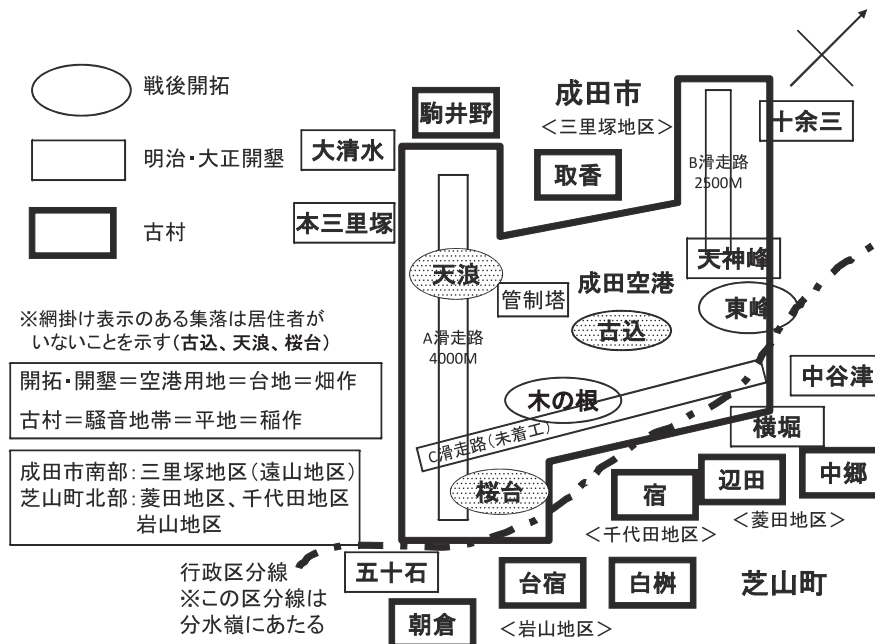 戦後開拓
明治・大正開墾
古村
※網掛け表示のある集落は居住者が
いないことを示す(古込、天浪、桜台)
開拓・開墾=空港用地=台地=畑作
古村=騒音地帯=平地=稲作
成田市南部:三里塚地区(遠山地区)
芝山町北部:菱田地区、千代田地区
岩山地区
行政区分線
※この区分線は
分水嶺にあたる
駒井野
大清水
本三里塚
成田市
<三里塚地区>
取香
十余三
B滑走路
2500M
天神峰
東峰
天浪
管制塔
成田空港
古込
A滑走路
4000M
木の根
C滑走路(未着工)
桜台
中谷津
横堀
宿
辺田
中郷
<千代田地区>
<菱田地区>
五十石
台宿
白桝
芝山町
朝倉
<岩山地区>